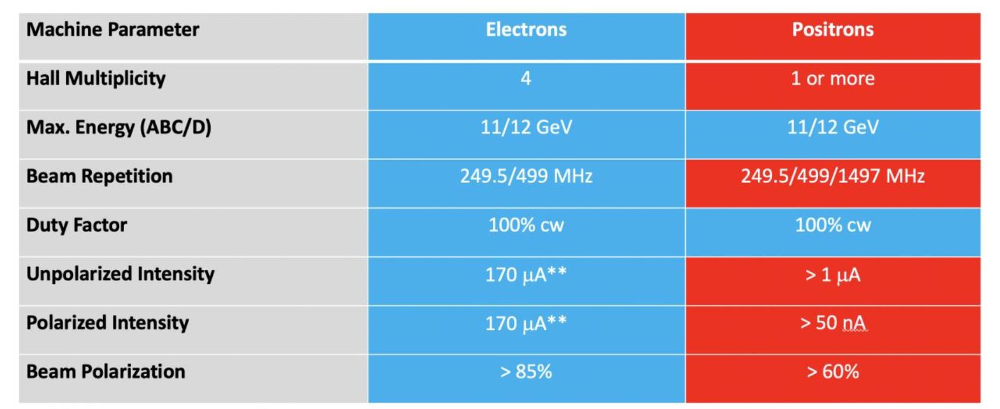 Machine Parameter Electrons Positrons
Hall Multiplicity 4 1 or more
Max. Energy (ABC/D) 11/12 GeV 11/12 GeV
Beam Repetition 249.5/499 MHz 249.5/499/1497 MHz
Duty Factor 100% cw 100% cw
Unpolarized Intensity 170 µA** > 1 µA
Polarized Intensity 170 µA** > 50 nA
Beam Polarization > 85% > 60%